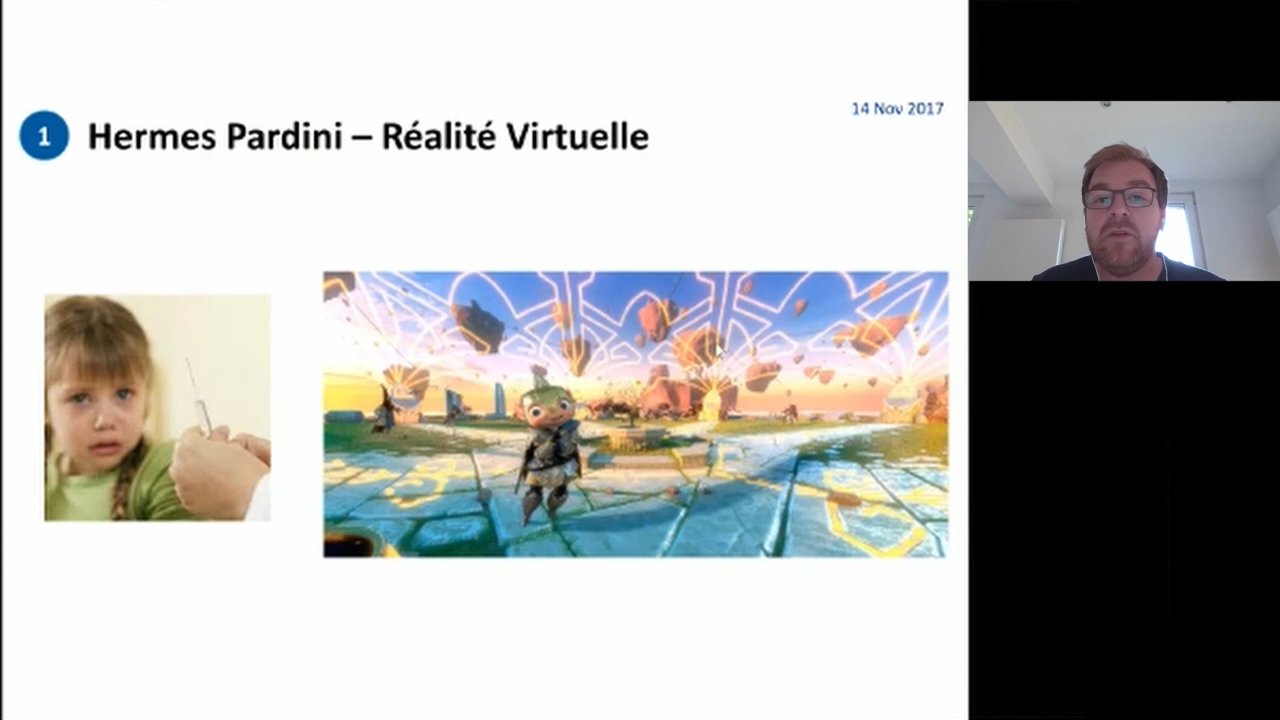 14 Nov 2017
1 Hermes Pardini – Réalité Virtuelle